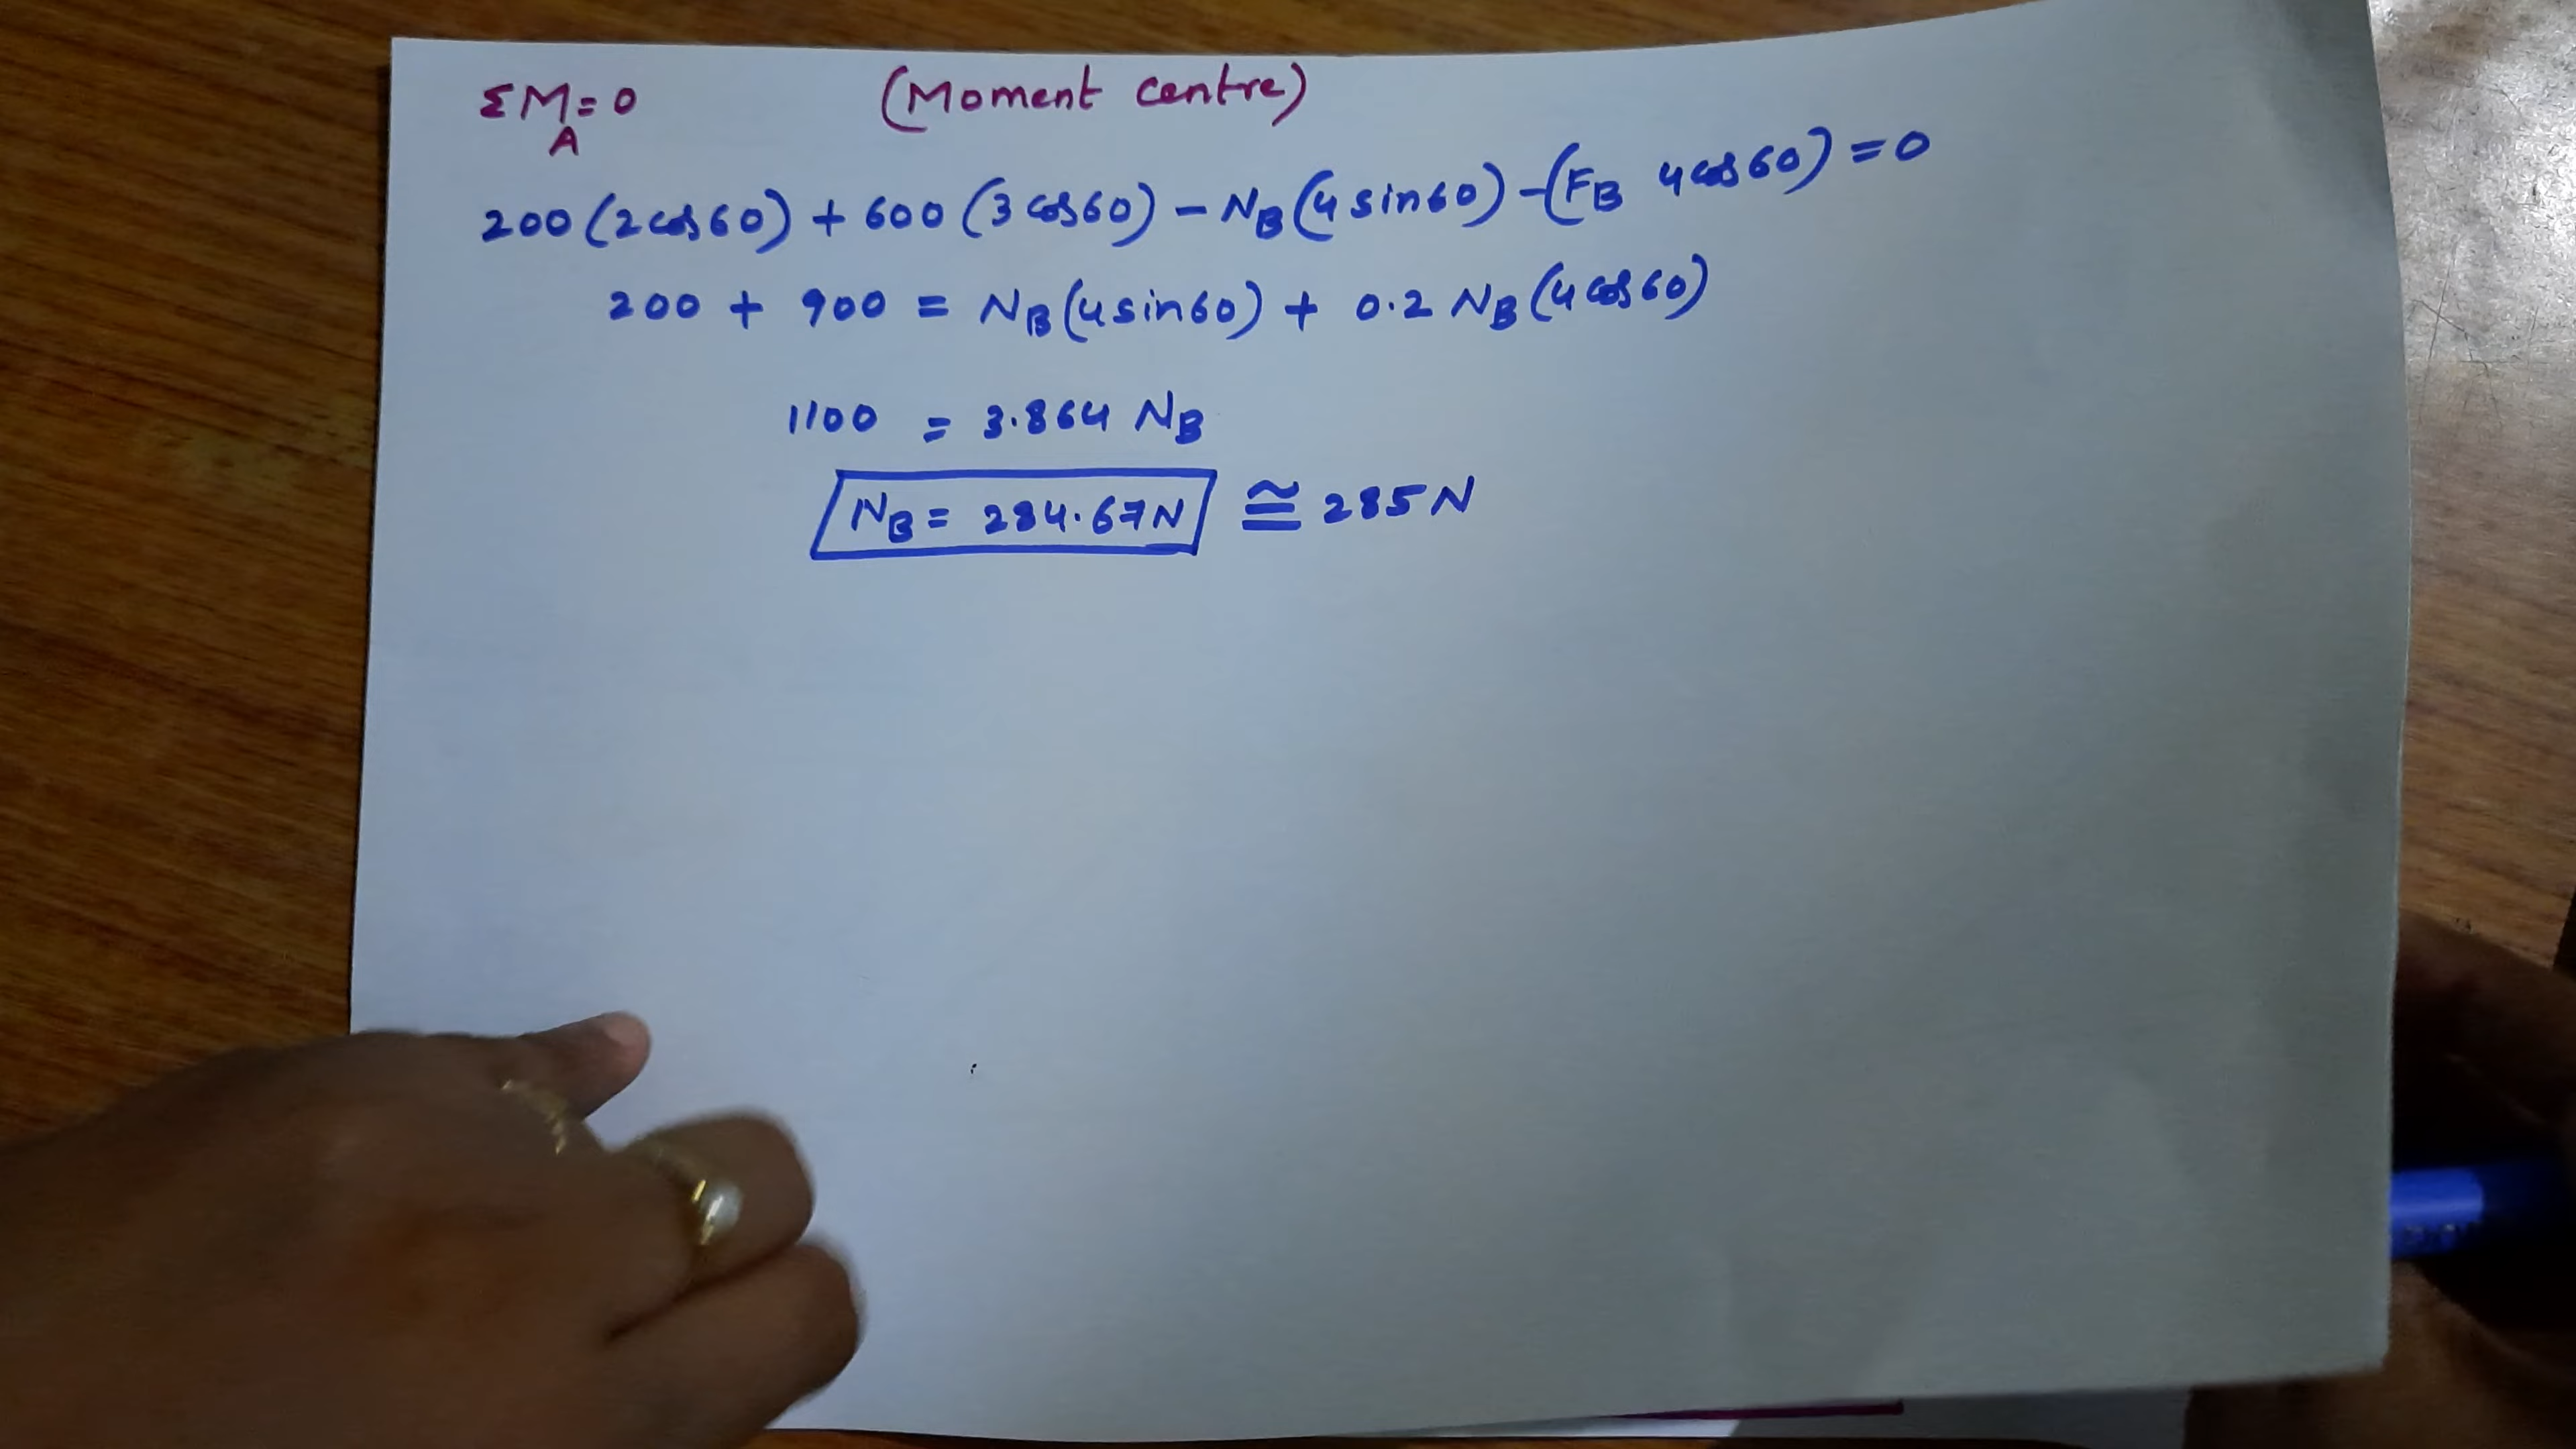 ΣM_A = 0 (Moment centre)
200 (2cos60) + 600 (3cos60) - N_B (4sin60) - (F_B 4cos60) = 0
200 + 900 = N_B (4sin60) + 0.2 N_B (4cos60)
1100 = 3.864 N_B
N_B = 284.67N ≅ 285N